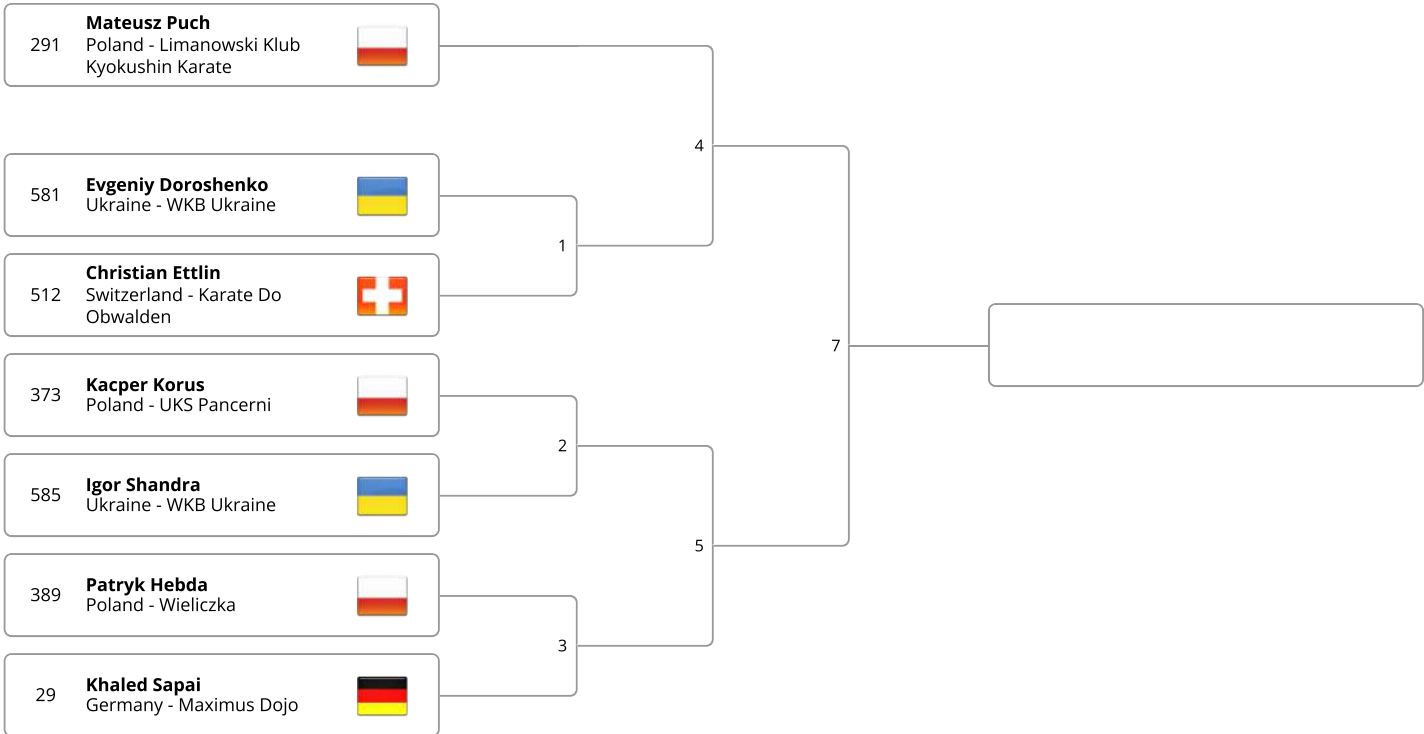 291
Mateusz Puch
Poland - Limanowski Klub
Kyokushin Karate
581
Evgeniy Doroshenko
Ukraine - WKB Ukraine
512
Christian Ettlin
Switzerland - Karate Do
Obwalden
373
Kacper Korus
Poland - UKS Pancerni
585
Igor Shandra
Ukraine - WKB Ukraine
389
Patryk Hebda
Poland - Wieliczka
29
Khaled Sapai
Germany - Maximus Dojo
1
2
3
4
5
7